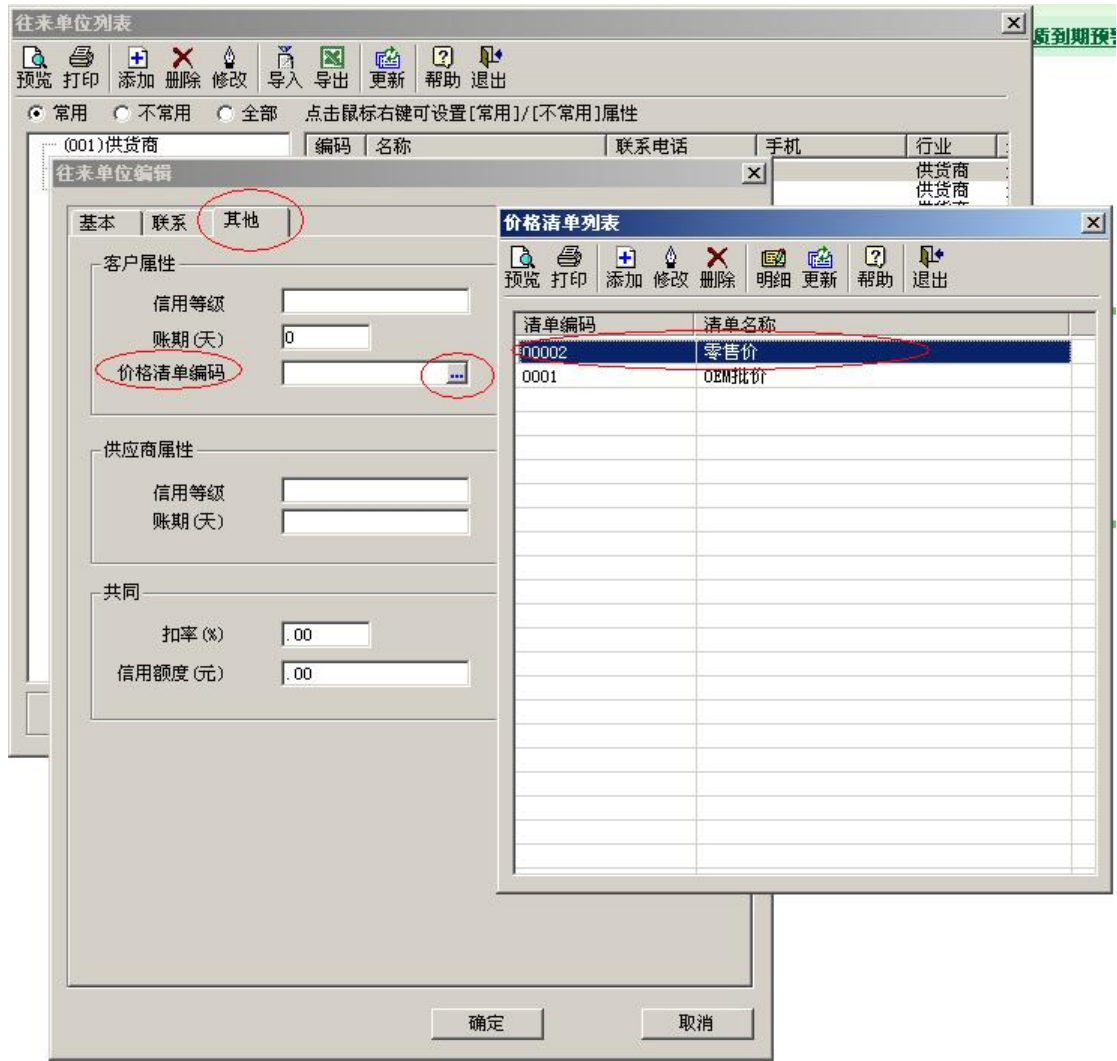 往来单位列表
质到期预警
预览 打印 添加 删除 修改 导入 导出 更新 帮助 退出
常用 不常用 全部 点击鼠标右键可设置[常用]/[不常用]属性
(001)供货商
编码 名称 联系电话 手机 行业
供货商
供货商
供货商
往来单位编辑
基本 联系 其他
客户属性
信用等级
账期(天) 0
价格清单编码 ...
供应商属性
信用等级
账期(天)
共同
扣率(%) .00
信用额度(元) .00
确定 取消
价格清单列表
预览 打印 添加 修改 删除 明细 更新 帮助 退出
清单编码 清单名称
00002 零售价
0001 OEM批价